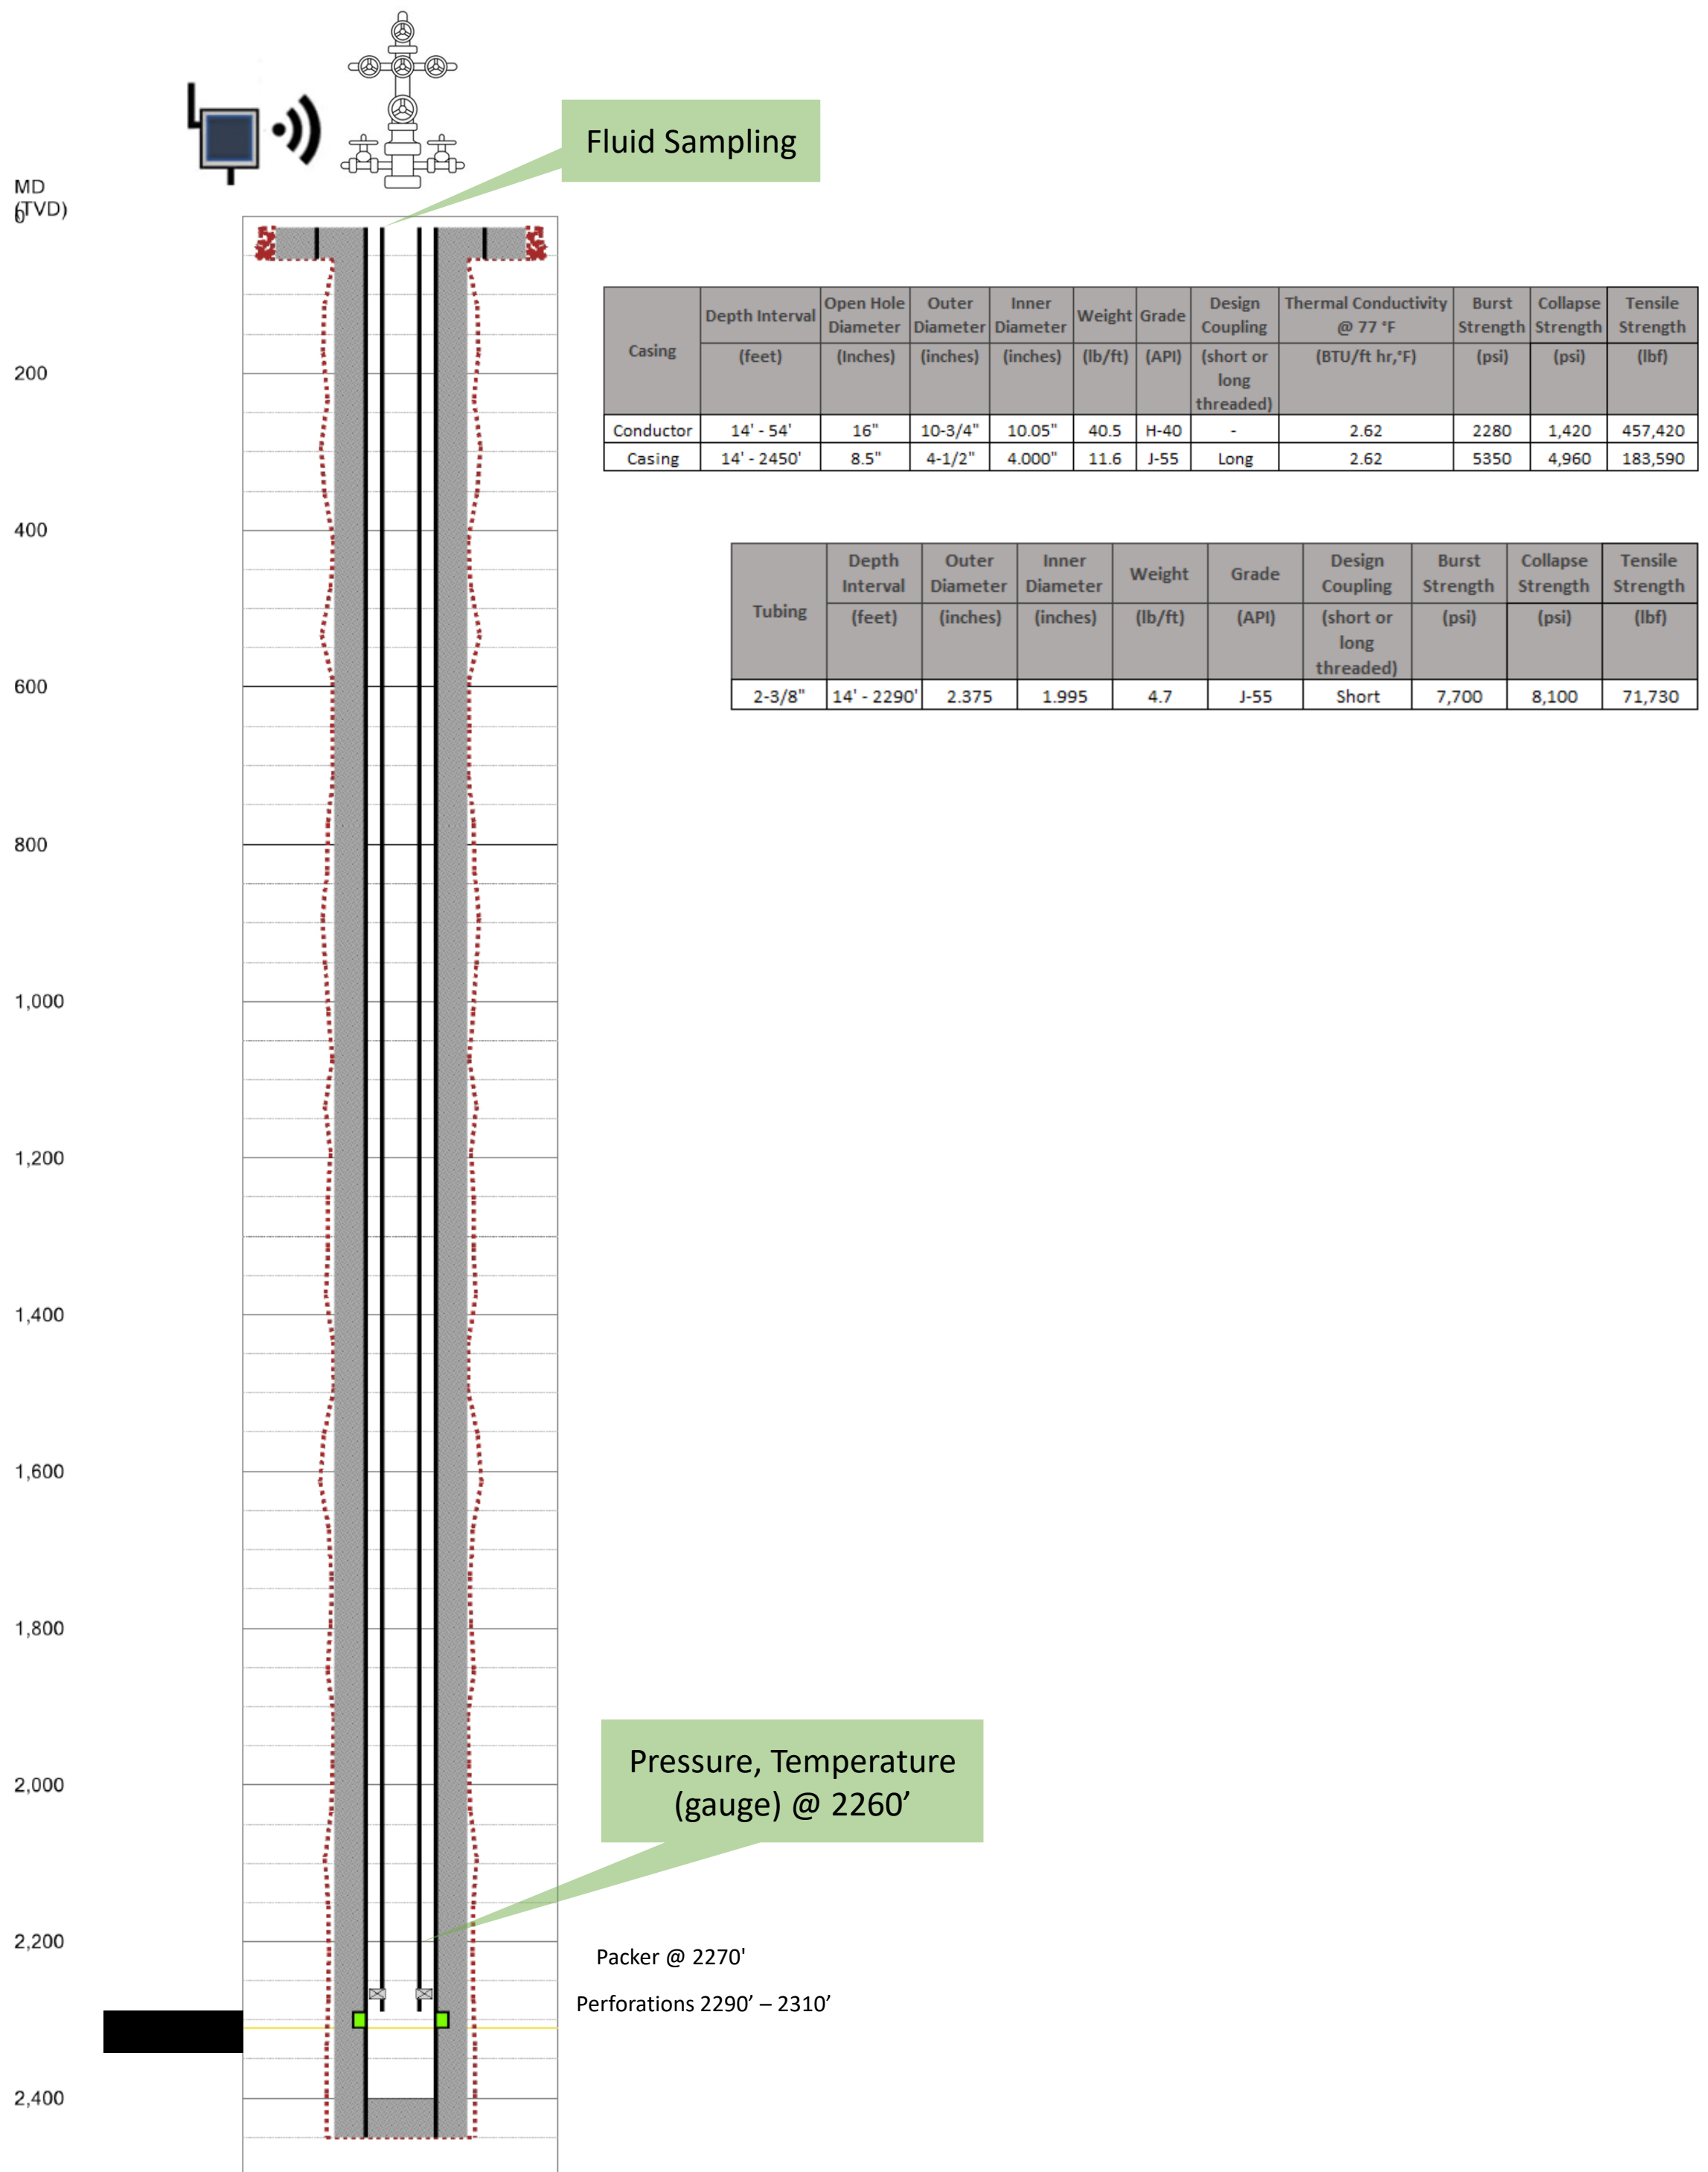 Fluid Sampling
MD
(TVD)
0
200
400
600
800
1,000
1,200
1,400
1,600
1,800
2,000
2,200
2,400
Casing | Depth Interval | Open Hole Diameter | Outer Diameter | Inner Diameter | Weight | Grade | Design Coupling | Thermal Conductivity @ 77 °F | Burst Strength | Collapse Strength | Tensile Strength
(feet) | (Inches) | (inches) | (inches) | (lb/ft) | (API) | (short or long threaded) | (BTU/ft hr,°F) | (psi) | (psi) | (lbf)
Conductor | 14' - 54' | 16" | 10-3/4" | 10.05" | 40.5 | H-40 | - | 2.62 | 2280 | 1,420 | 457,420
Casing | 14' - 2450' | 8.5" | 4-1/2" | 4.000" | 11.6 | J-55 | Long | 2.62 | 5350 | 4,960 | 183,590
Tubing | Depth Interval | Outer Diameter | Inner Diameter | Weight | Grade | Design Coupling | Burst Strength | Collapse Strength | Tensile Strength
(feet) | (inches) | (inches) | (lb/ft) | (API) | (short or long threaded) | (psi) | (psi) | (lbf)
2-3/8" | 14' - 2290' | 2.375 | 1.995 | 4.7 | J-55 | Short | 7,700 | 8,100 | 71,730
Pressure, Temperature
(gauge) @ 2260’
Packer @ 2270'
Perforations 2290’ – 2310’